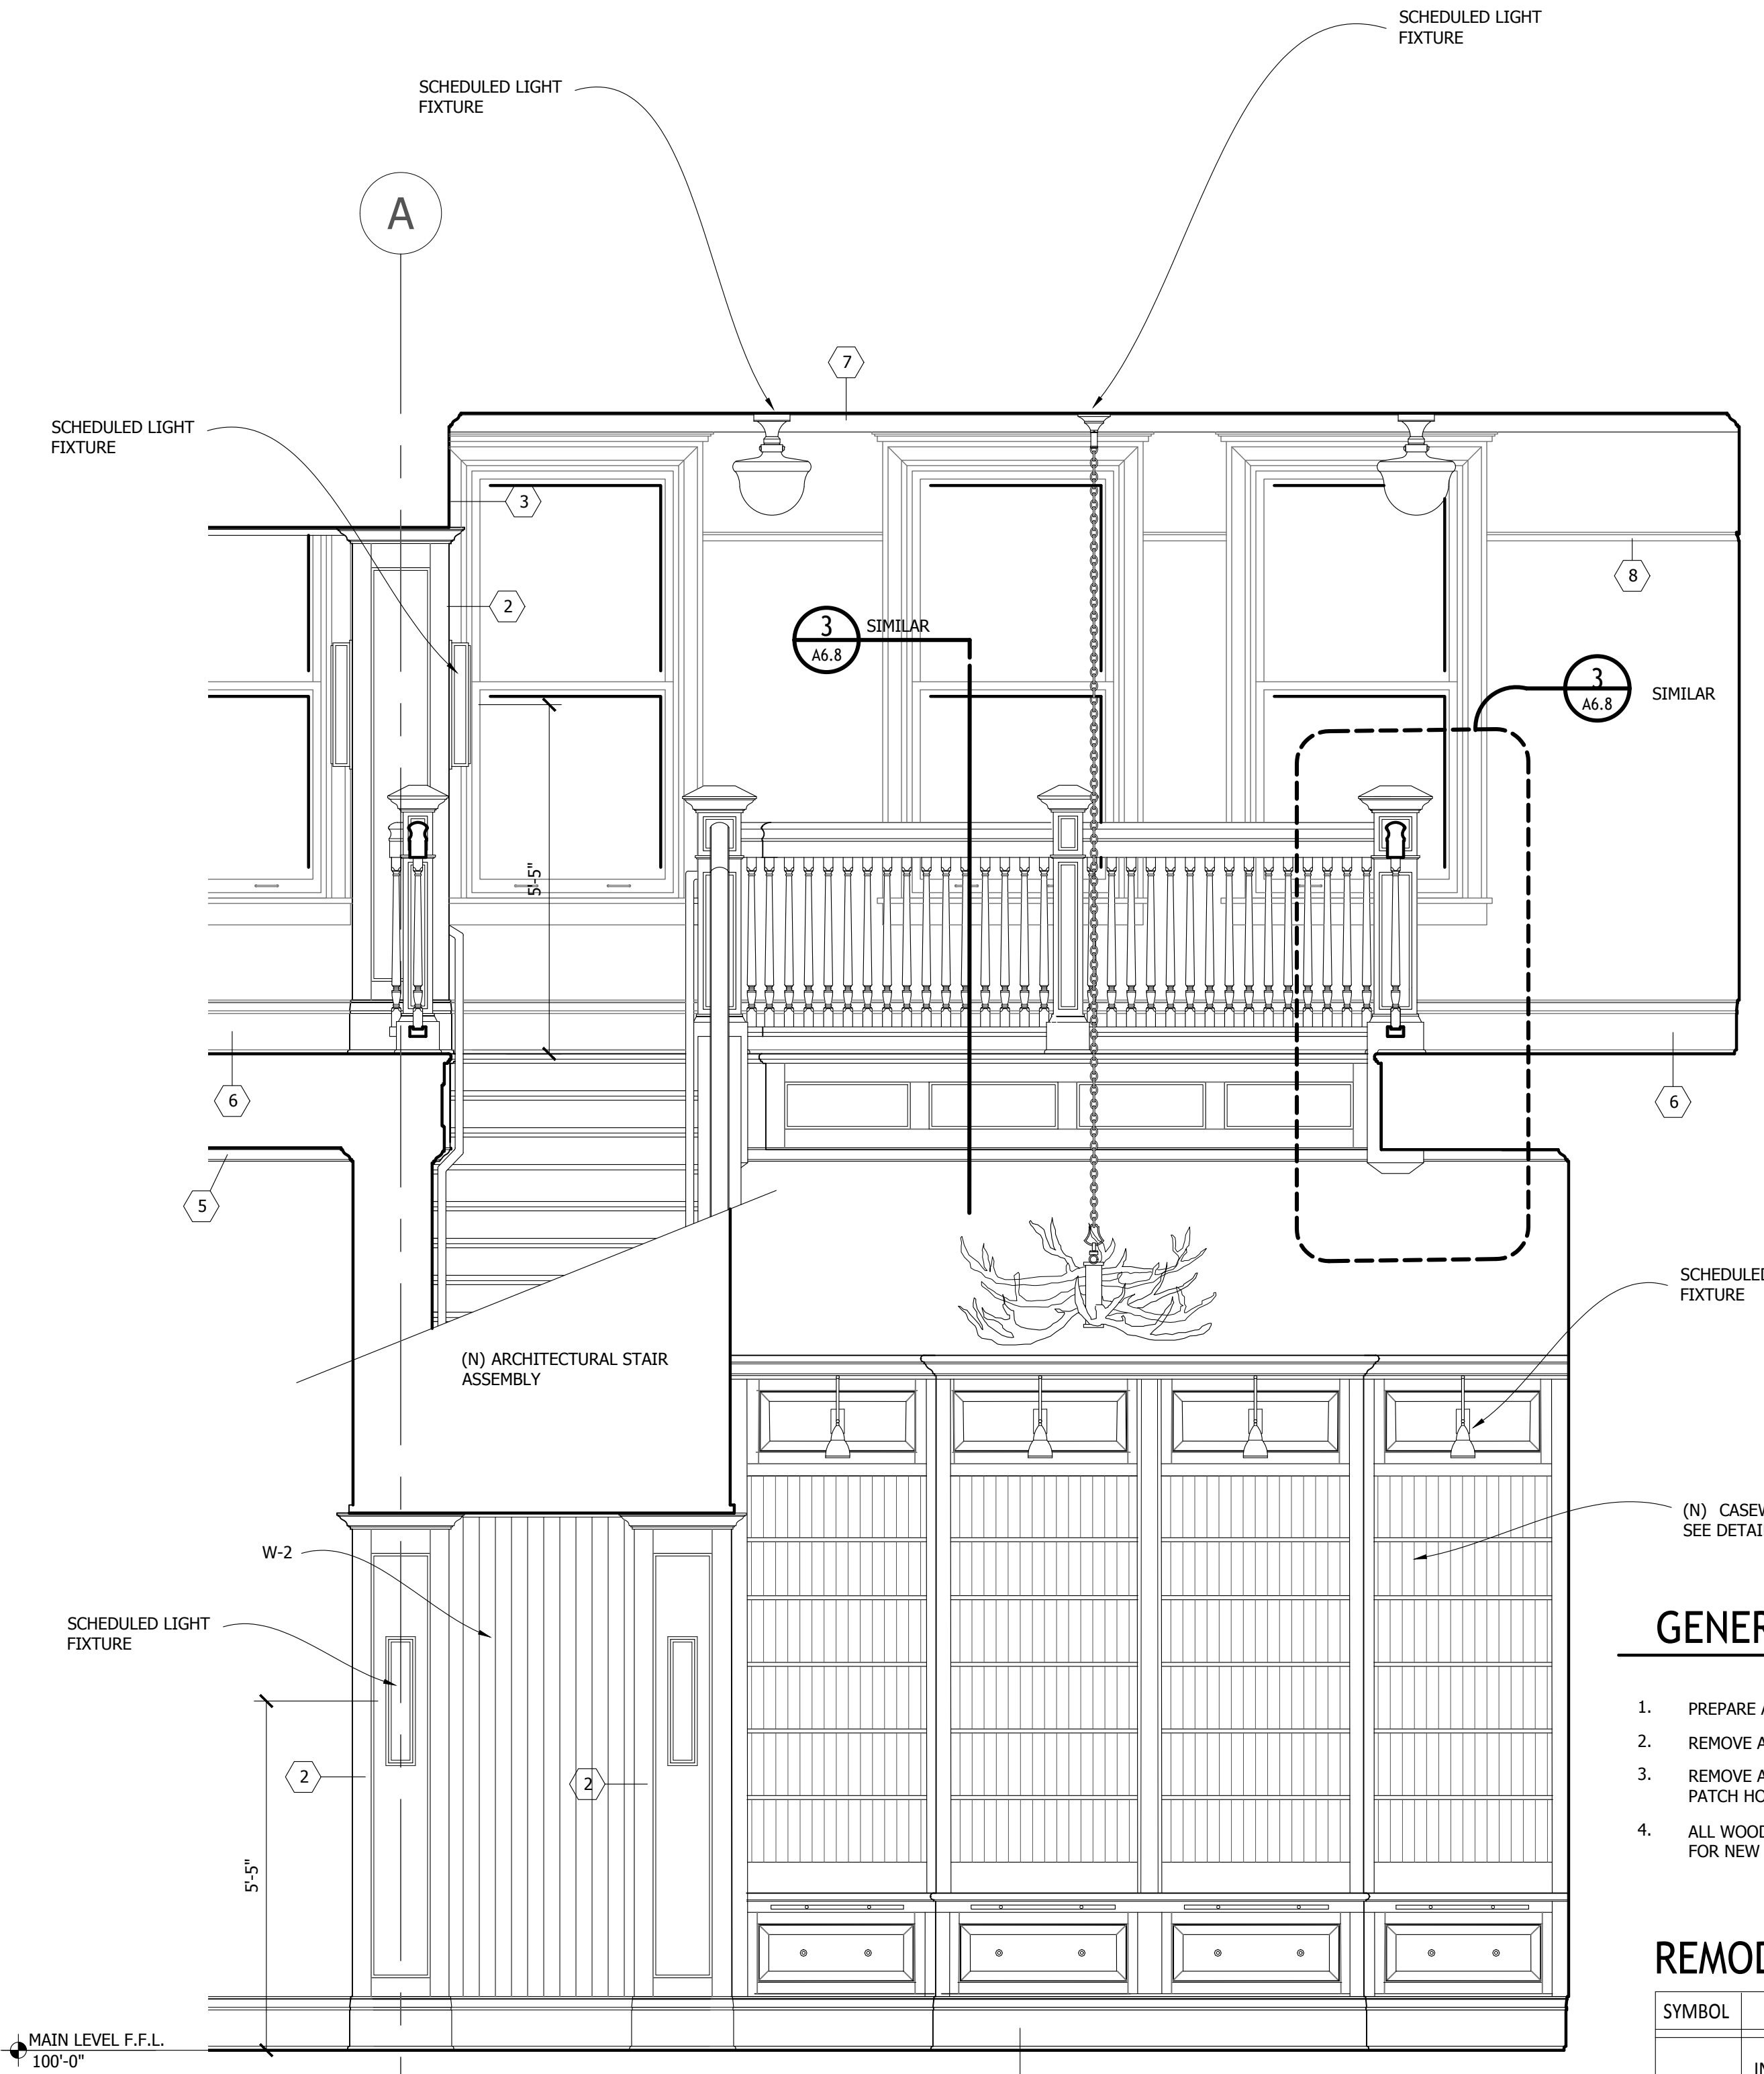 SCHEDULED LIGHT
FIXTURE
SCHEDULED LIGHT
FIXTURE
A
7
SCHEDULED LIGHT
FIXTURE
3
8
2
3
A6.8
SIMILAR
3
A6.8
SIMILAR
5'-5"
6
6
5
SCHEDULED
FIXTURE
(N) ARCHITECTURAL STAIR
ASSEMBLY
(N) CASEW
SEE DETAI
W-2
SCHEDULED LIGHT
FIXTURE
2
2
5'-5"
GENER
1. PREPARE A
2. REMOVE A
3. REMOVE A
PATCH HO
4. ALL WOOD
FOR NEW
REMOD
SYMBOL
IN
MAIN LEVEL F.F.L.
100'-0"